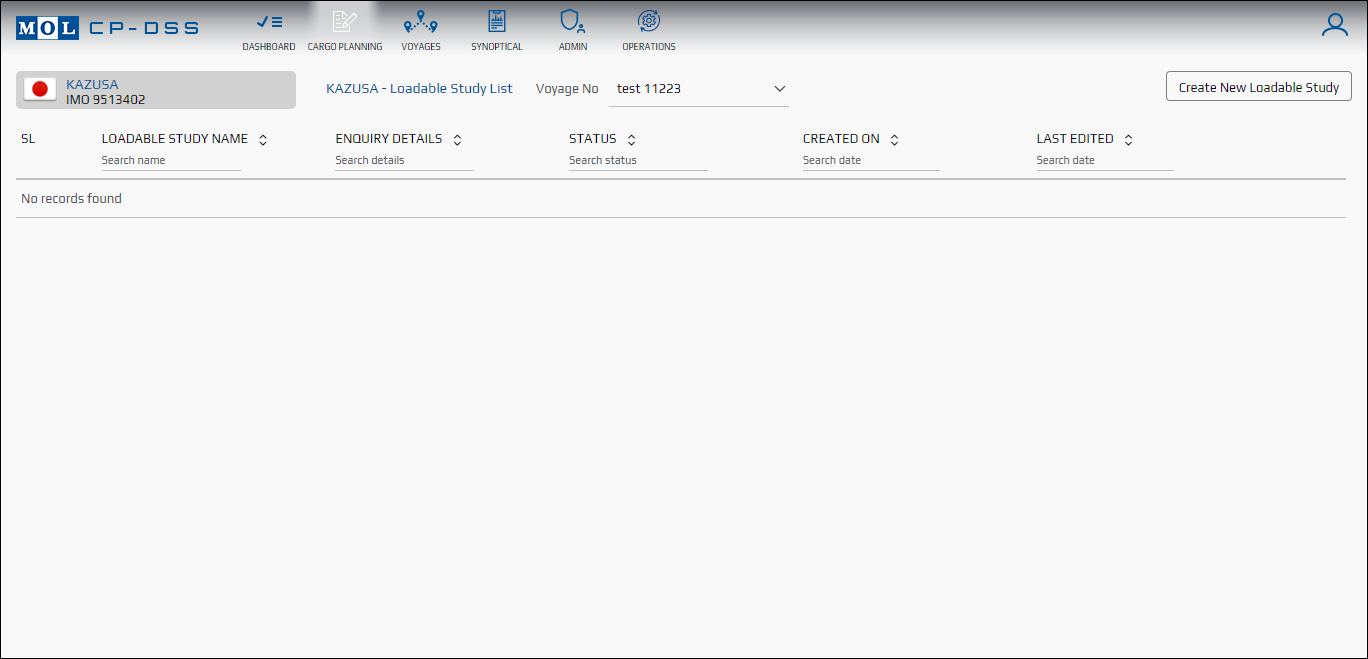 MOL CP-DSS
DASHBOARD CARGO PLANNING VOYAGES SYNOPTICAL ADMIN OPERATIONS
KAZUSA
IMO 9513402
KAZUSA - Loadable Study List Voyage No test 11223 Create New Loadable Study
SL LOADABLE STUDY NAME ENQUIRY DETAILS STATUS CREATED ON LAST EDITED
Search name Search details Search status Search date Search date
No records found